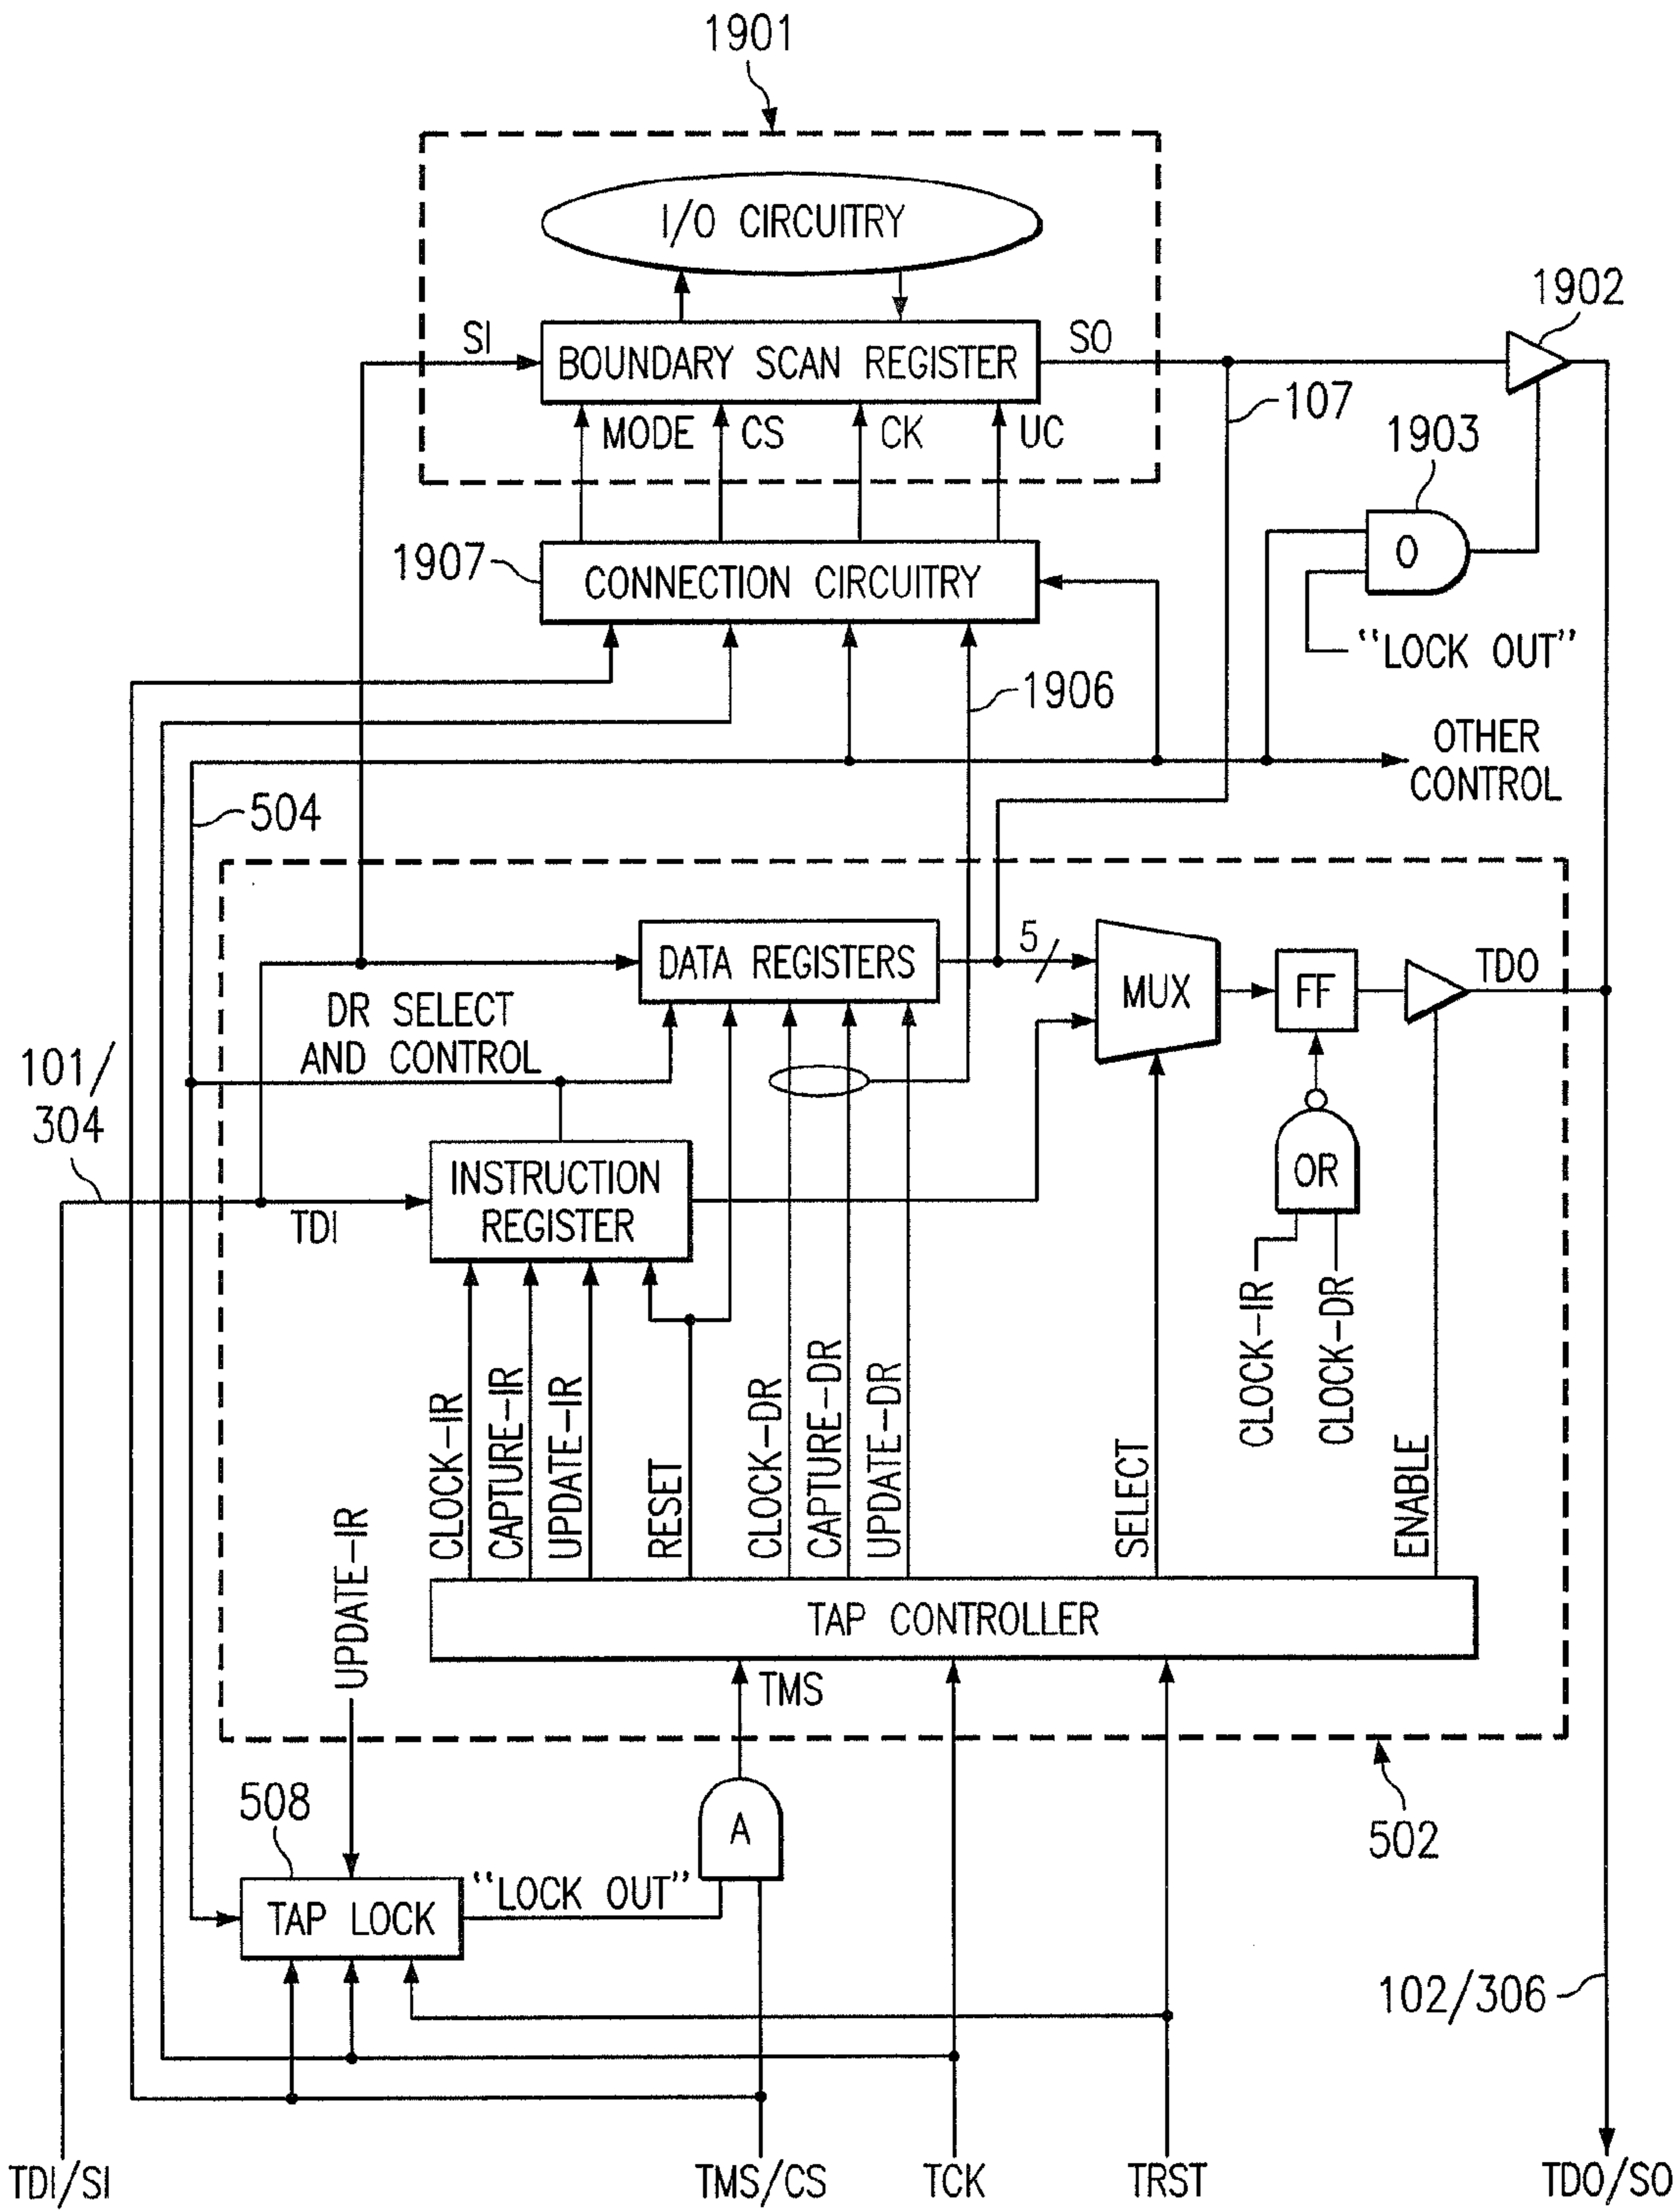 1901
I/O CIRCUITRY
1902
SI
BOUNDARY SCAN REGISTER
SO
107
MODE
CS
CK
UC
1903
O
1907
CONNECTION CIRCUITRY
"LOCK OUT"
1906
OTHER
CONTROL
504
5
DATA REGISTERS
MUX
FF
TDO
DR SELECT
AND CONTROL
101/
304
INSTRUCTION
REGISTER
OR
TDI
CLOCK-IR
CLOCK-DR
CLOCK-IR
CAPTURE-IR
UPDATE-IR
RESET
CLOCK-DR
CAPTURE-DR
UPDATE-DR
SELECT
ENABLE
UPDATE-IR
TAP CONTROLLER
TMS
508
A
502
TAP LOCK
"LOCK OUT"
102/306
TDI/SI
TMS/CS
TCK
TRST
TDO/SO